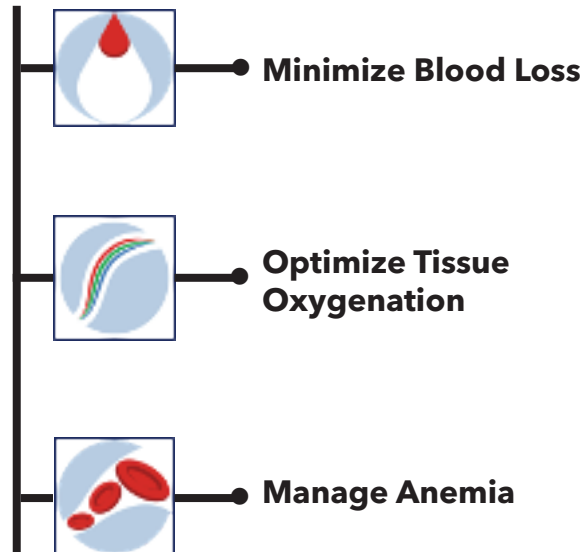 Minimize Blood Loss
Optimize Tissue
Oxygenation
Manage Anemia